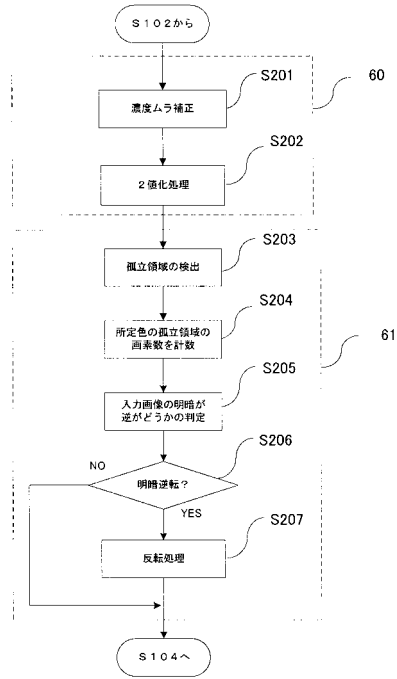 S102から
S201
60
濃度ムラ補正
S202
2値化処理
S203
孤立領域の検出
S204
所定色の孤立領域の
画素数を計数
61
S205
入力画像の明暗が
逆がどうかの判定
S206
NO
明暗逆転?
YES
S207
反転処理
S104へ